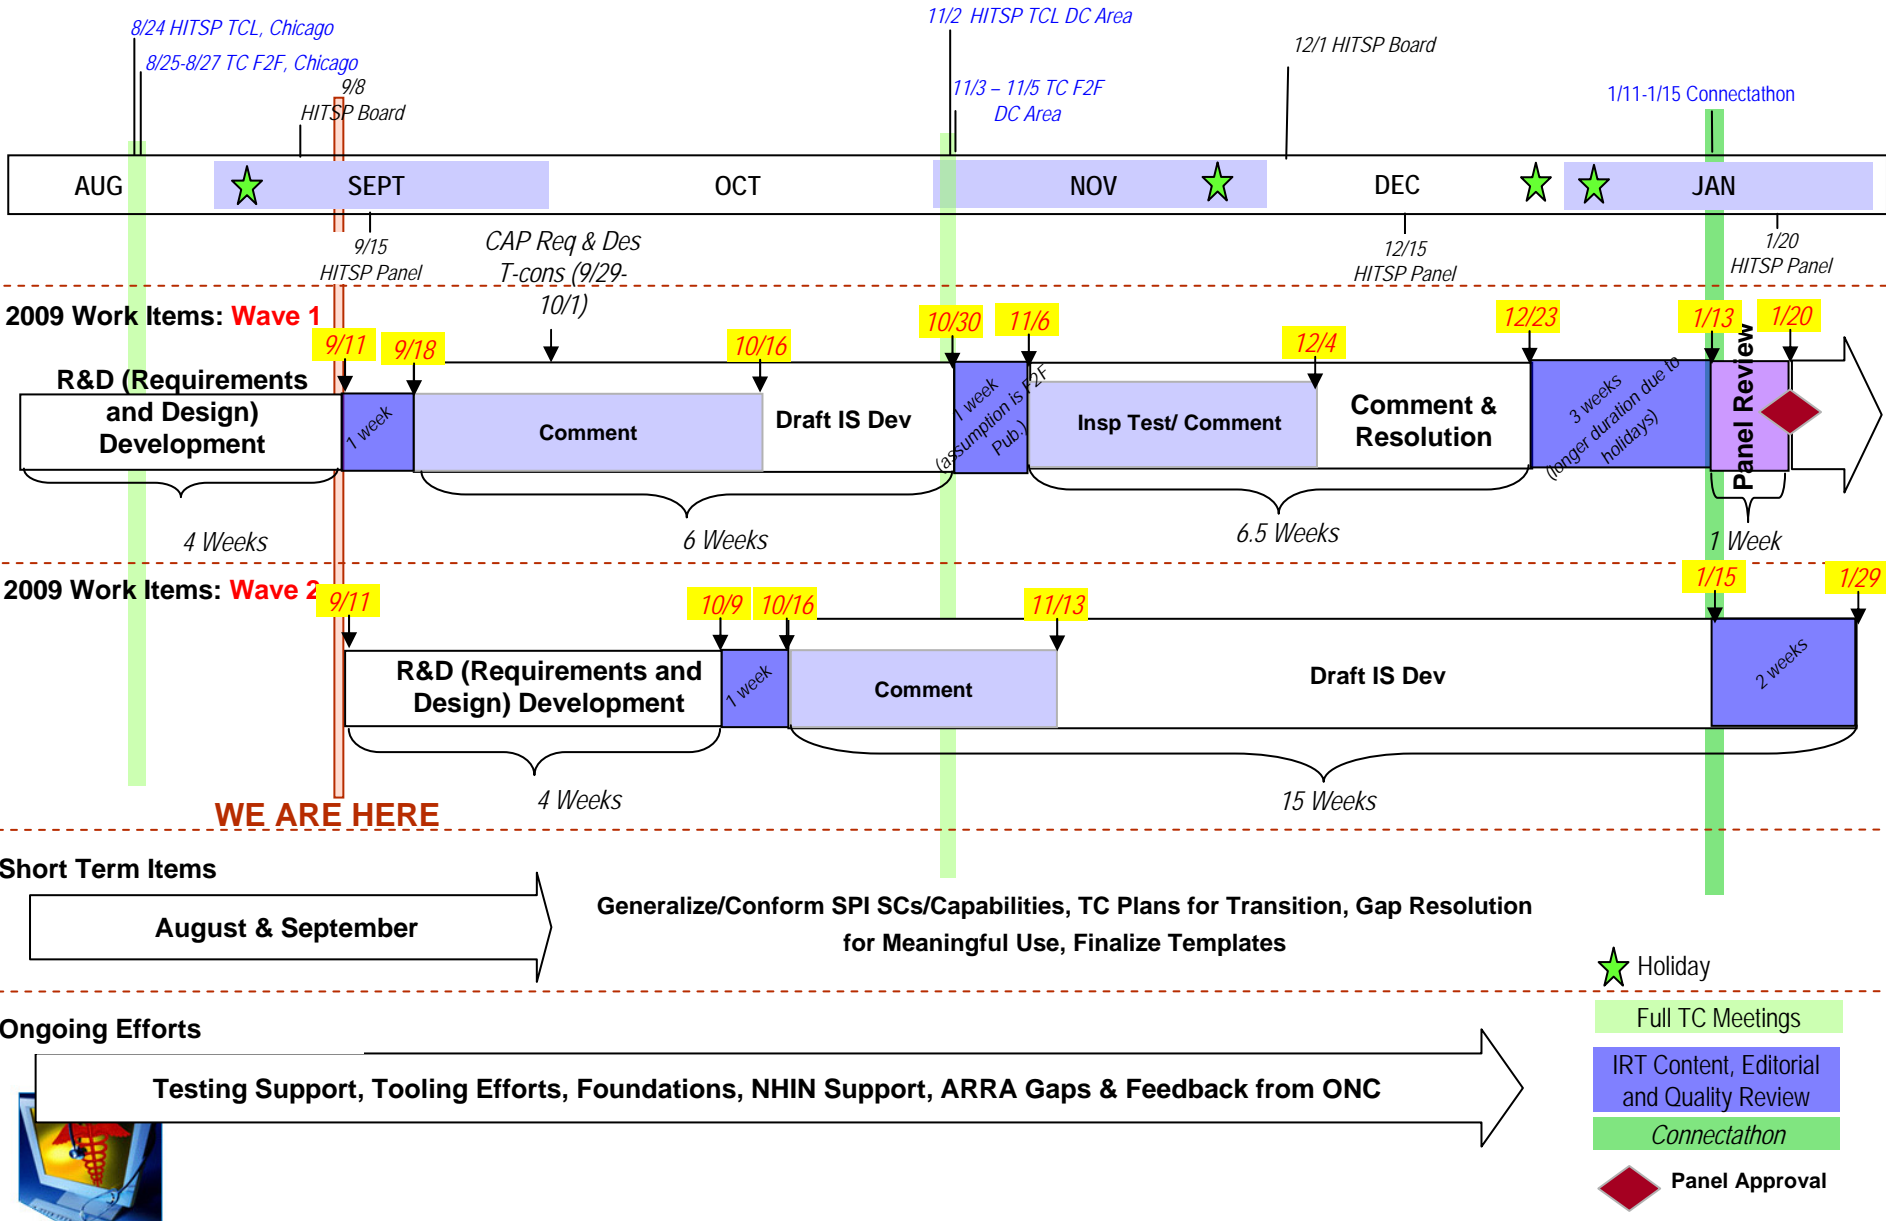 8/24 HITSP TCL, Chicago
8/25-8/27 TC F2F, Chicago
9/8
HITSP Board
11/2 HITSP TCL DC Area
11/3 – 11/5 TC F2F
DC Area
12/1 HITSP Board
1/11-1/15 Connectathon
AUG
SEPT
OCT
NOV
DEC
JAN
9/15
HITSP Panel
CAP Req & Des
T-cons (9/29-
10/1)
12/15
HITSP Panel
1/20
HITSP Panel
2009 Work Items: Wave 1
9/11
9/18
10/16
10/30
11/6
12/4
12/23
1/13
1/20
R&D (Requirements
and Design)
Development
1 week
Comment
Draft IS Dev
1 week
(assumption is F2F
Pub.)
Insp Test/ Comment
Comment &
Resolution
3 weeks
(longer duration due to
holidays)
Panel Review
4 Weeks
6 Weeks
6.5 Weeks
1 Week
2009 Work Items: Wave 2
9/11
10/9
10/16
11/13
1/15
1/29
R&D (Requirements and
Design) Development
1 week
Comment
Draft IS Dev
2 weeks
4 Weeks
15 Weeks
WE ARE HERE
Short Term Items
August & September
Generalize/Conform SPI SCs/Capabilities, TC Plans for Transition, Gap Resolution
for Meaningful Use, Finalize Templates
Holiday
Full TC Meetings
IRT Content, Editorial
and Quality Review
Connectathon
Panel Approval
Ongoing Efforts
Testing Support, Tooling Efforts, Foundations, NHIN Support, ARRA Gaps & Feedback from ONC